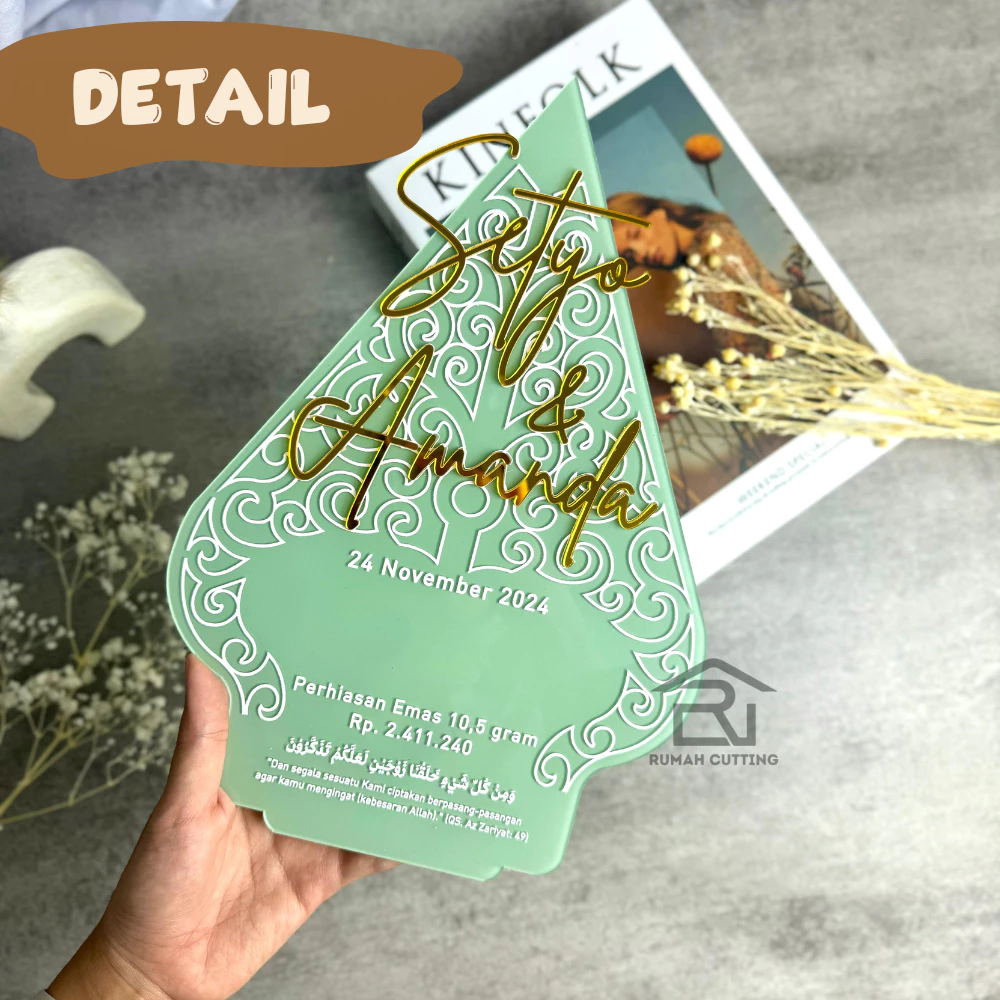 DETAIL
KINFOLK
Setyo
&
Amanda
24 November 2024
Perhiasan Emas 10,5 gram
Rp. 2.411.240
وَمِنْ كُلِّ شَيْءٍ خَلَقْنَا زَوْجَيْنِ لَعَلَّكُمْ تَذَكَّرُوْنَ
"Dan segala sesuatu Kami ciptakan berpasang-pasangan
agar kamu mengingat (kebesaran Allah)." (QS. Az Zariyat: 49)
RUMAH CUTTING